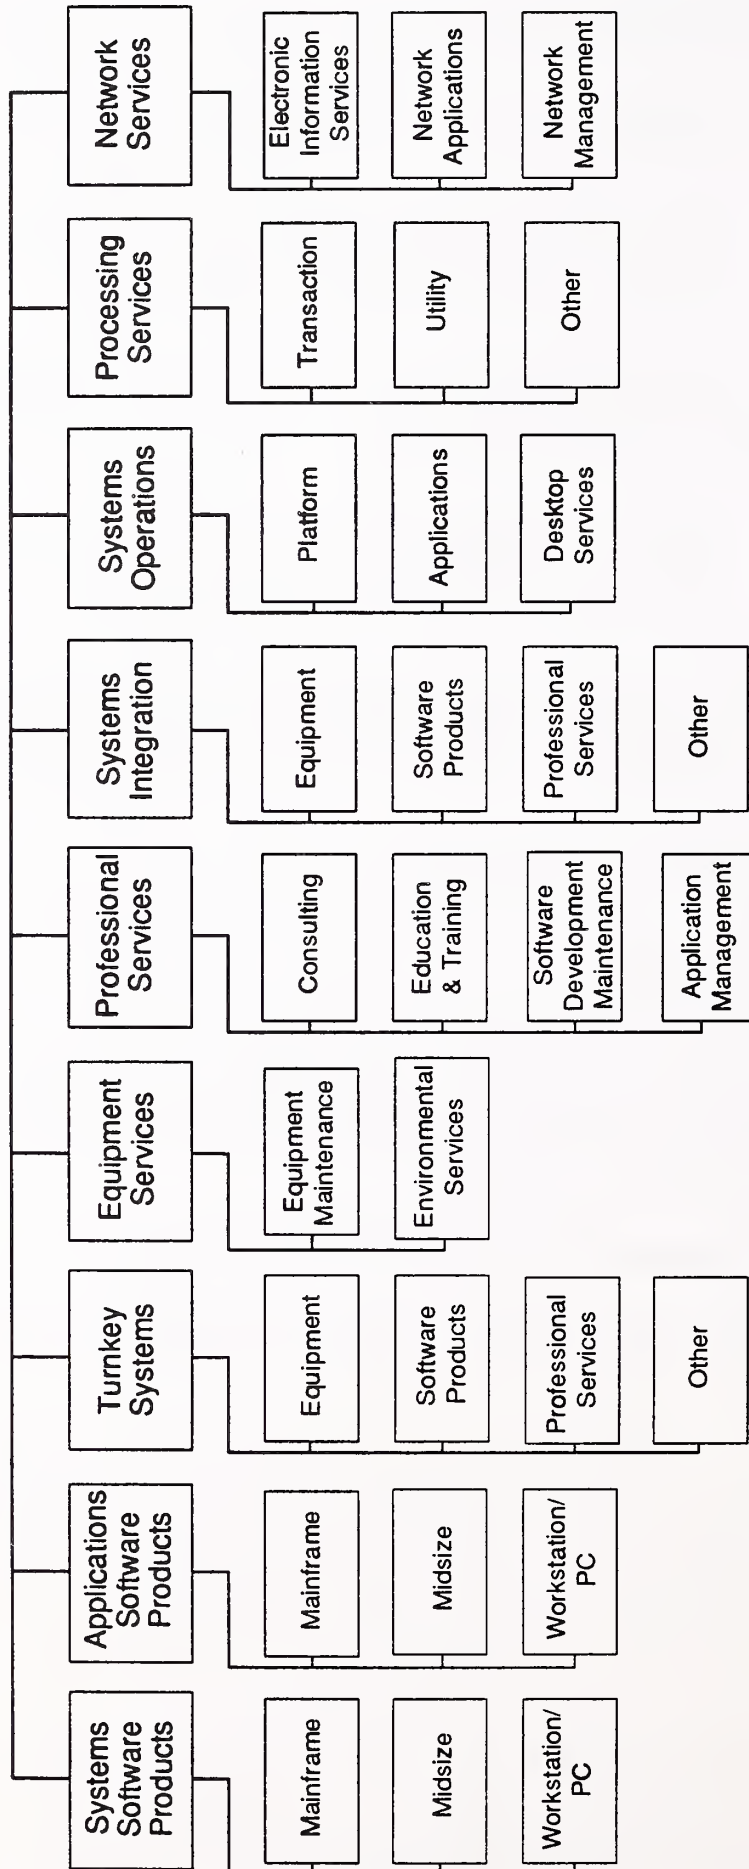 Systems
Software
Products
Mainframe
Midsize
Workstation/
PC
Applications
Software
Products
Mainframe
Midsize
Workstation/
PC
Turnkey
Systems
Equipment
Software
Products
Professional
Services
Other
Equipment
Services
Equipment
Maintenance
Environmental
Services
Professional
Services
Consulting
Education
& Training
Software
Development
Maintenance
Application
Management
Systems
Integration
Equipment
Software
Products
Professional
Services
Other
Systems
Operations
Platform
Applications
Desktop
Services
Processing
Services
Transaction
Utility
Other
Network
Services
Electronic
Information
Services
Network
Applications
Network
Management